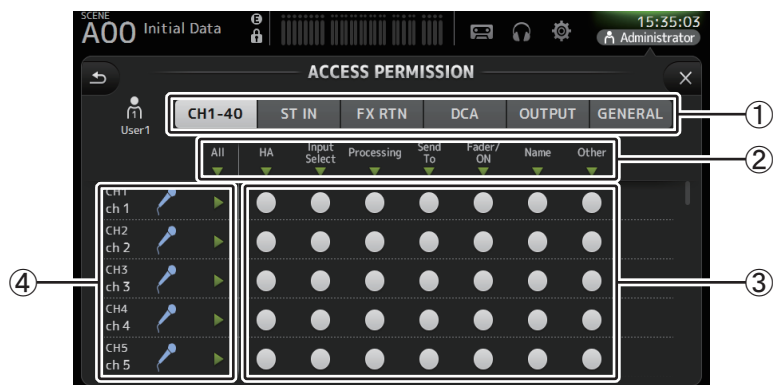 SCENE
A00 Initial Data
E
15:35:03
Administrator
ACCESS PERMISSION
1
User1
CH1-40 ST IN FX RTN DCA OUTPUT GENERAL
①
All HA Input Select Processing Send To Fader/ON Name Other
②
CH1
ch 1
CH2
ch 2
CH3
ch 3
④ ③
CH4
ch 4
CH5
ch 5